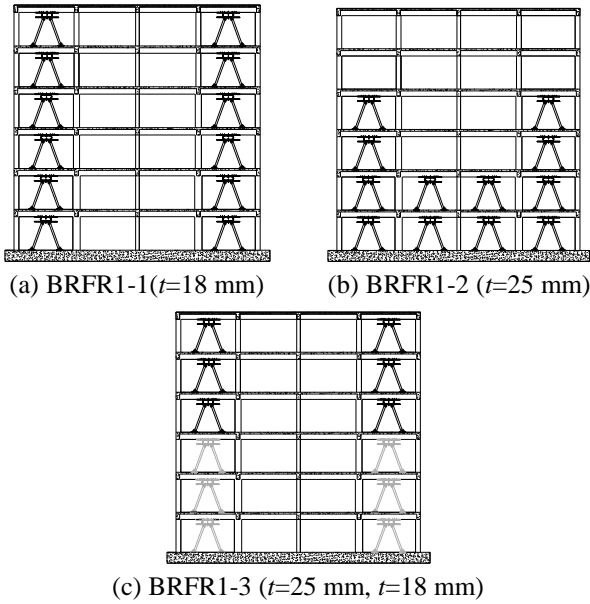 (a) BRFR1-1(t=18 mm)
(b) BRFR1-2 (t=25 mm)
(c) BRFR1-3 (t=25 mm, t=18 mm)